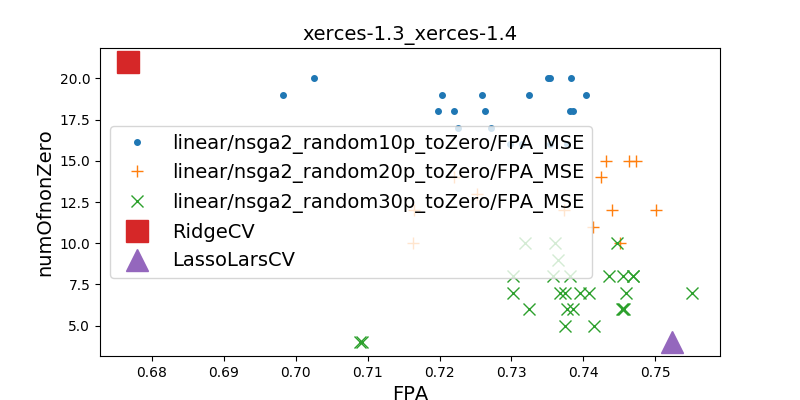 xerces-1.3_xerces-1.4
numOfnonZero
20.0
17.5
15.0
12.5
10.0
7.5
5.0
linear/nsga2_random10p_toZero/FPA_MSE
linear/nsga2_random20p_toZero/FPA_MSE
linear/nsga2_random30p_toZero/FPA_MSE
RidgeCV
LassoLarsCV
0.68 0.69 0.70 0.71 0.72 0.73 0.74 0.75
FPA